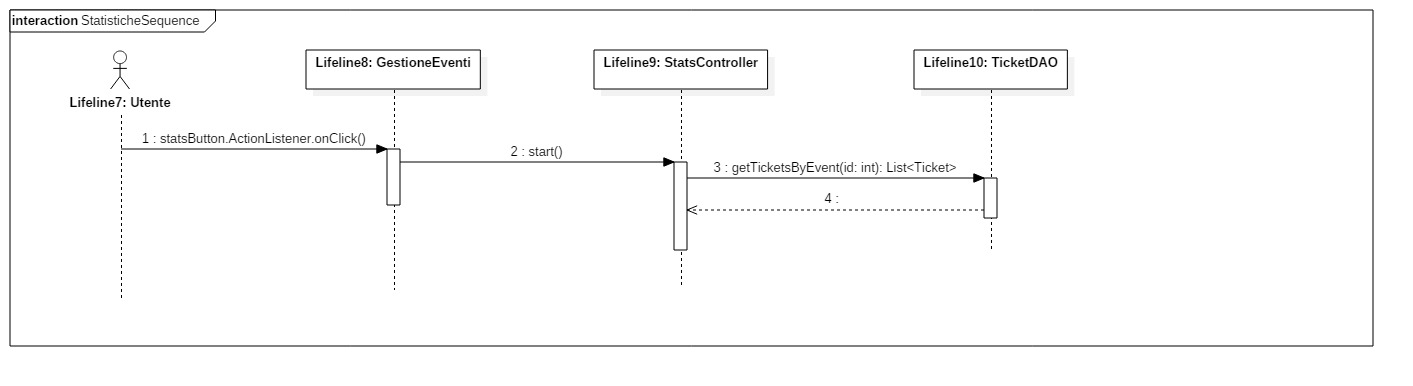 interaction StatisticheSequence
Lifeline8: GestioneEventi
Lifeline9: StatsController
Lifeline10: TicketDAO
Lifeline7: Utente
1 : statsButton.ActionListener.onClick()
2 : start()
3 : getTicketsByEvent(id: int): List<Ticket>
4 :